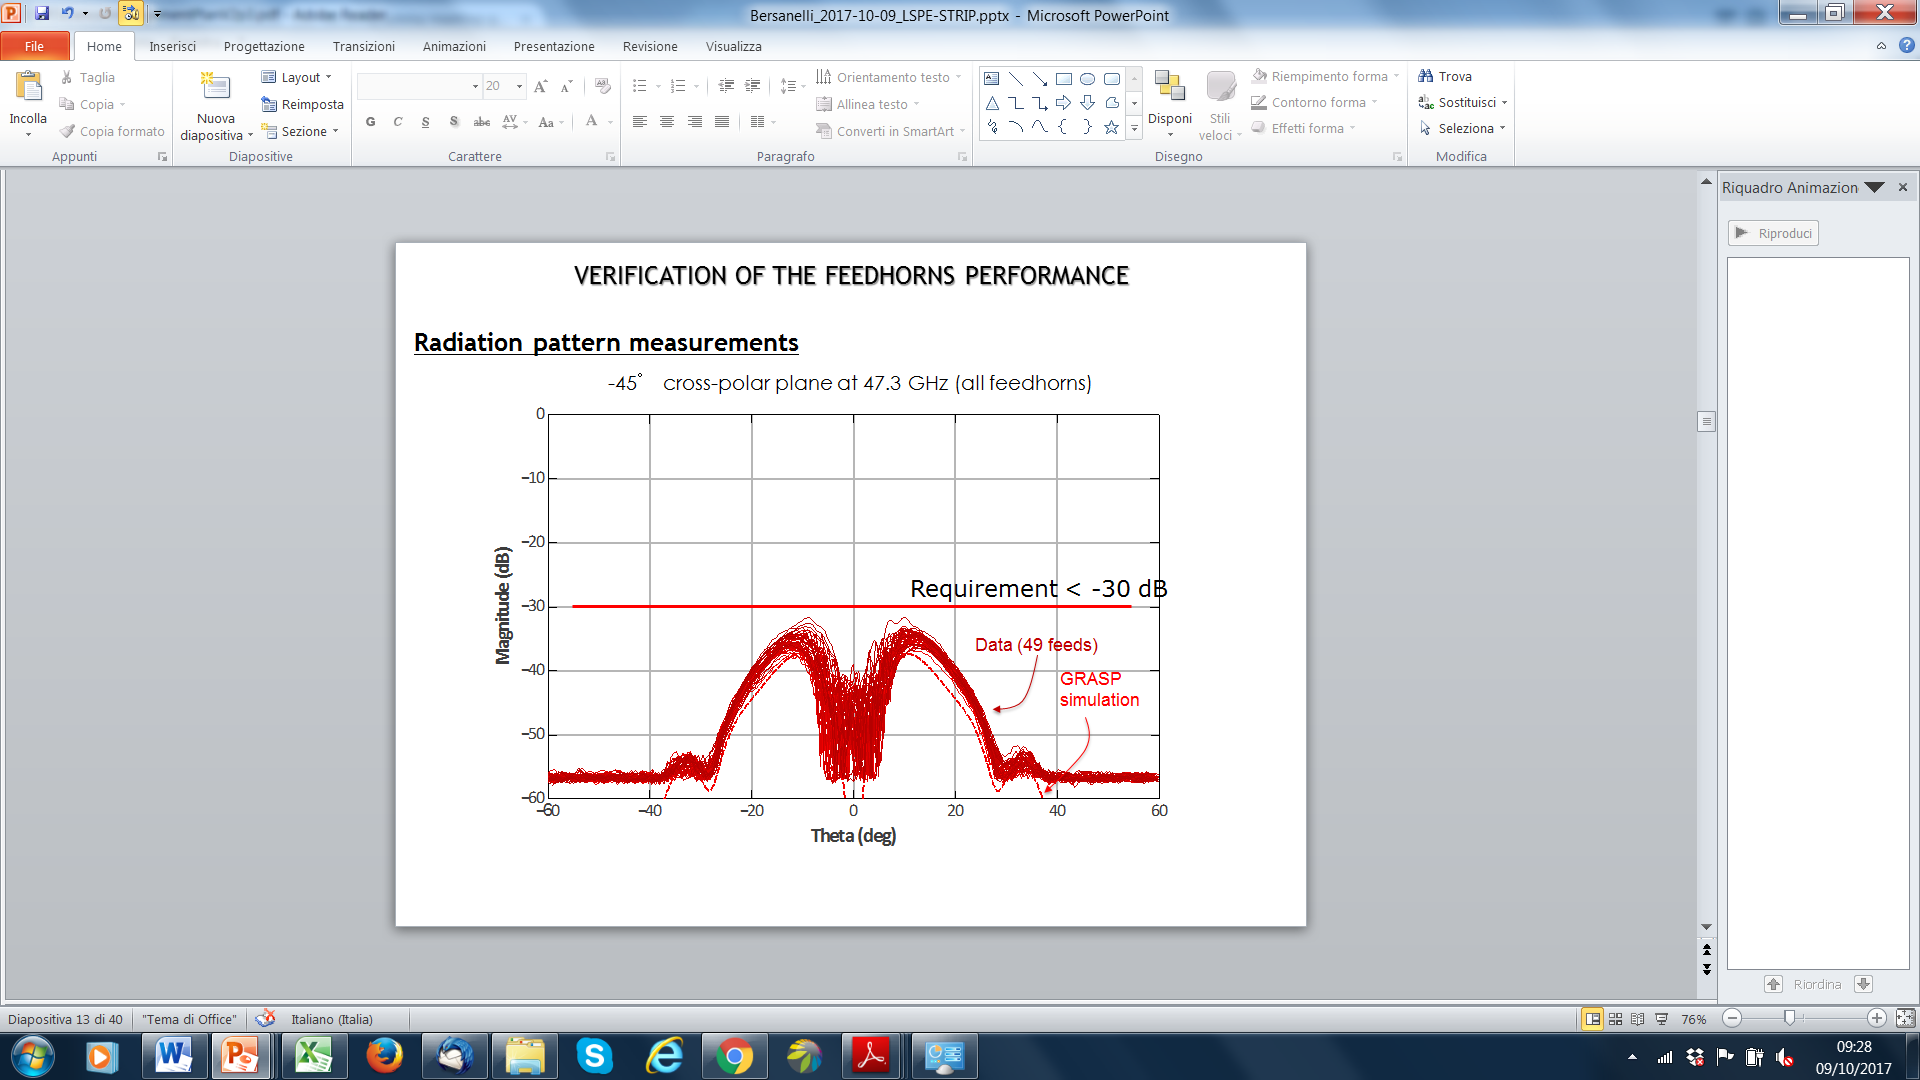 Bersanelli_2017-10-09_LSPE-STRIP.pptx - Microsoft PowerPoint
File Home Inserisci Progettazione Transizioni Animazioni Presentazione Revisione Visualizza
Incolla
Taglia
Copia
Copia formato
Appunti
Nuova
diapositiva
Layout
Reimposta
Sezione
Diapositive
20
G C S S abc AV Aa A
Carattere
Orientamento testo
Allinea testo
Converti in SmartArt
Paragrafo
Disponi
Stili
veloci
Riempimento forma
Contorno forma
Effetti forma
Disegno
Trova
Sostituisci
Seleziona
Modifica
VERIFICATION OF THE FEEDHORNS PERFORMANCE
Radiation pattern measurements
-45° cross-polar plane at 47.3 GHz (all feedhorns)
0
−10
−20
−30
−40
−50
−60
Magnitude (dB)
Requirement < -30 dB
Data (49 feeds)
GRASP
simulation
−60 −40 −20 0 20 40 60
Theta (deg)
Riquadro Animazion
Riproduci
Riordina
Diapositiva 13 di 40 "Tema di Office" Italiano (Italia) 76%
09:28
09/10/2017